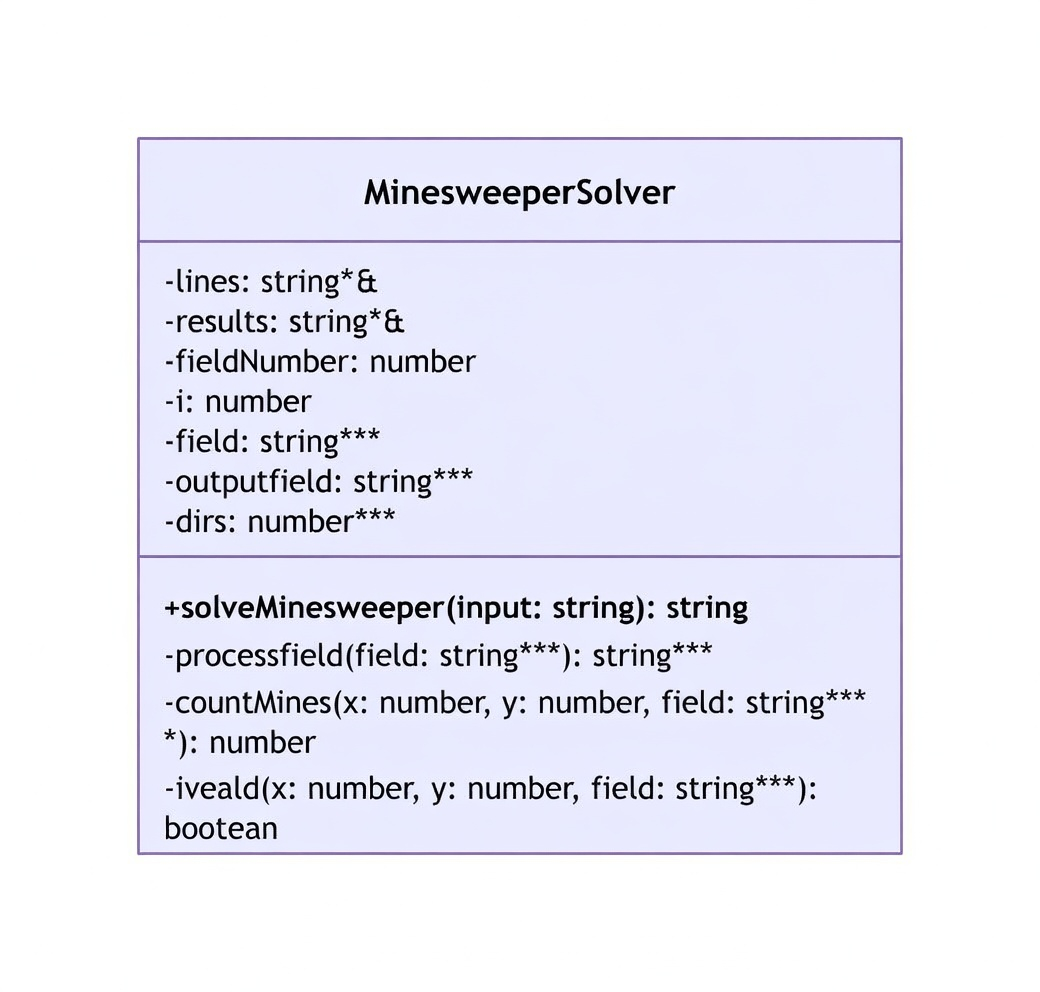 MinesweeperSolver
-lines: string*&
-results: string*&
-fieldNumber: number
-i: number
-field: string***
-outputfield: string***
-dirs: number***
+solveMinesweeper(input: string): string
-processfield(field: string***): string***
-countMines(x: number, y: number, field: string***
*): number
-iveald(x: number, y: number, field: string***):
bootean